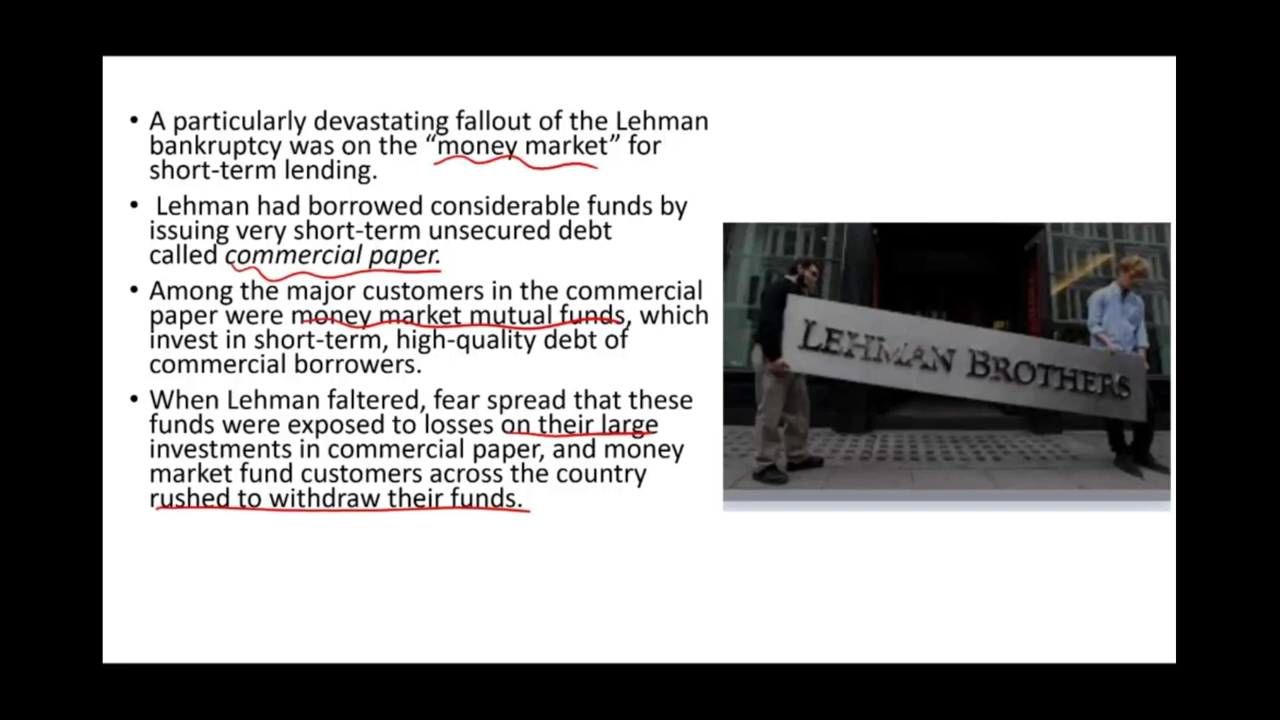 • A particularly devastating fallout of the Lehman
bankruptcy was on the “money market” for
short-term lending.
• Lehman had borrowed considerable funds by
issuing very short-term unsecured debt
called commercial paper.
• Among the major customers in the commercial
paper were money market mutual funds, which
invest in short-term, high-quality debt of
commercial borrowers.
• When Lehman faltered, fear spread that these
funds were exposed to losses on their large
investments in commercial paper, and money
market fund customers across the country
rushed to withdraw their funds.
LEHMAN BROTHERS